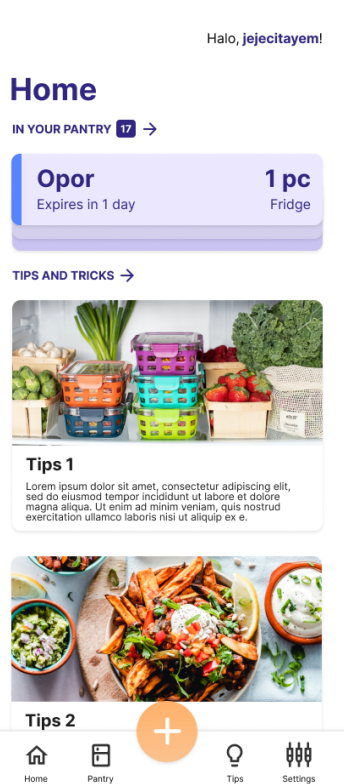 Halo, jejecitayem!
Home
IN YOUR PANTRY 17
Opor 1 pc
Expires in 1 day Fridge
TIPS AND TRICKS
Tips 1
Lorem ipsum dolor sit amet, consectetur adipiscing elit,
sed do eiusmod tempor incididunt ut labore et dolore
magna aliqua. Ut enim ad minim veniam, quis nostrud
exercitation ullamco laboris nisi ut aliquip ex e.
Tips 2
Home Pantry Tips Settings